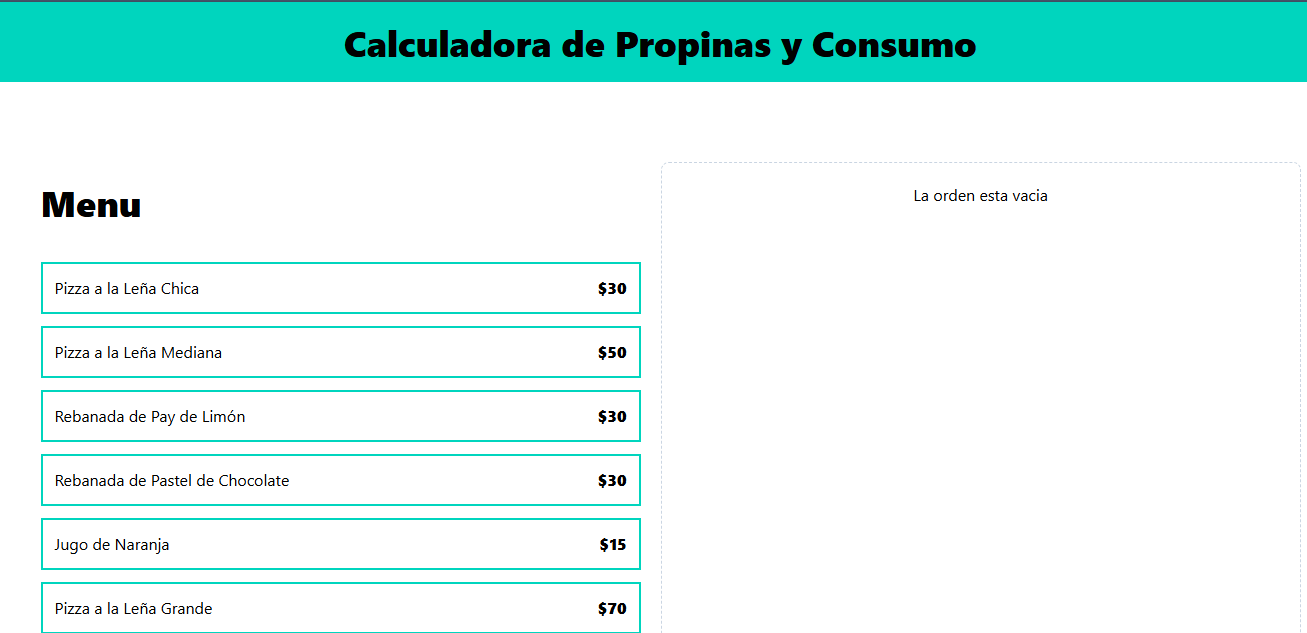 Calculadora de Propinas y Consumo
Menu
Pizza a la Leña Chica $30
Pizza a la Leña Mediana $50
Rebanada de Pay de Limón $30
Rebanada de Pastel de Chocolate $30
Jugo de Naranja $15
Pizza a la Leña Grande $70
La orden esta vacia